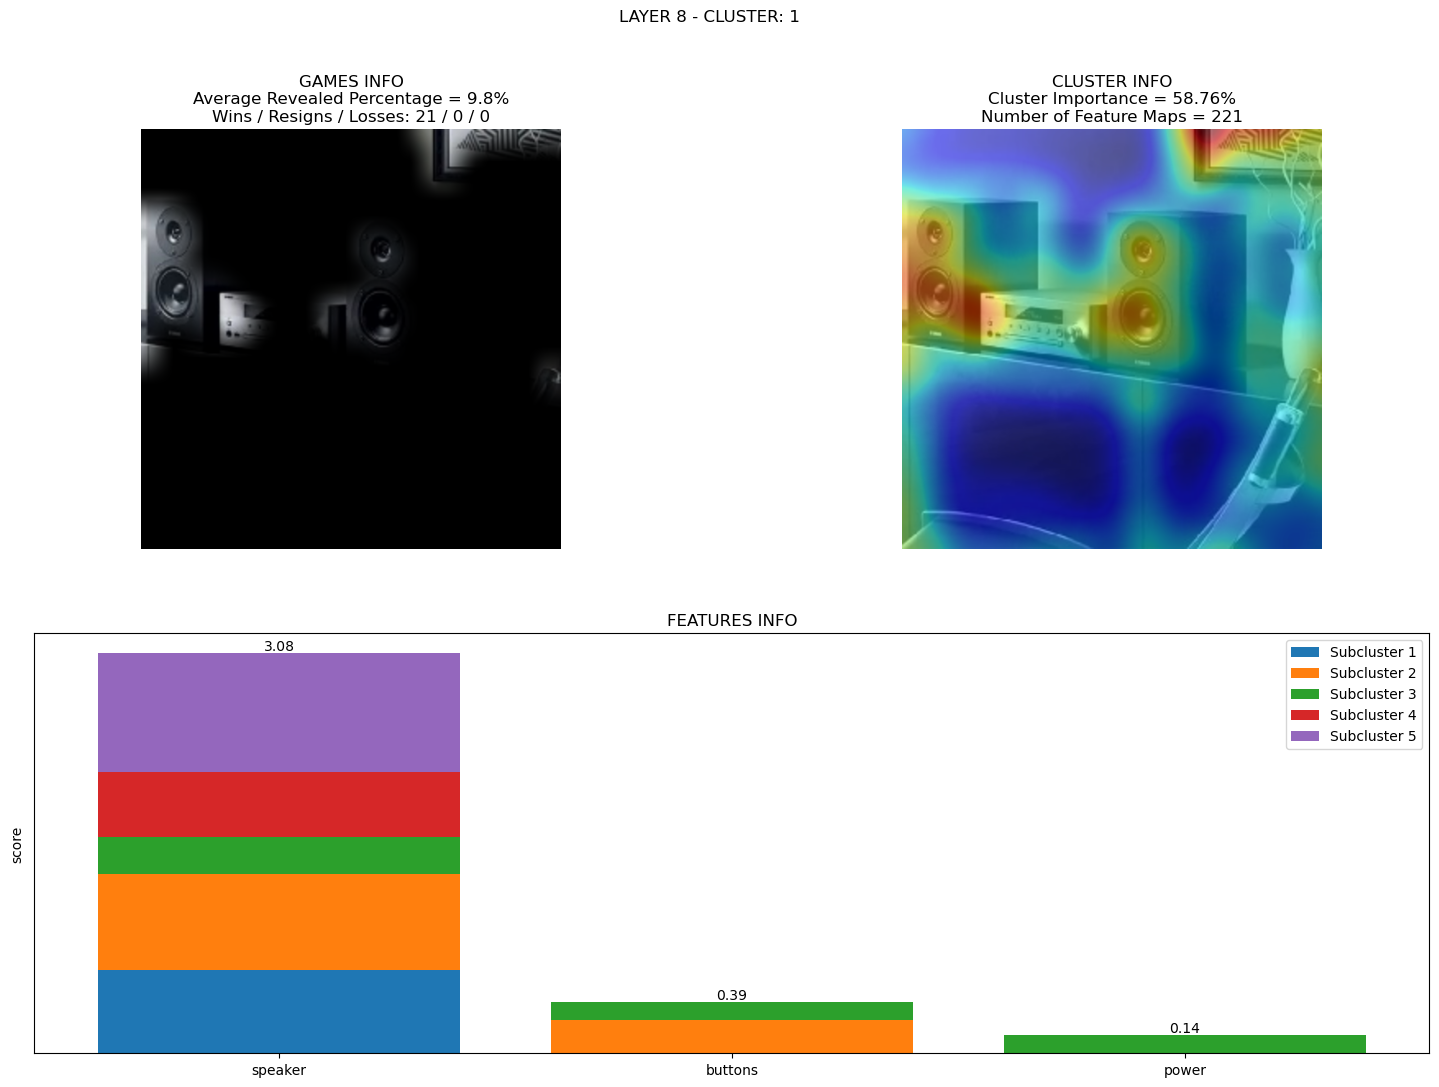 LAYER 8 - CLUSTER: 1
GAMES INFO
Average Revealed Percentage = 9.8%
Wins / Resigns / Losses: 21 / 0 / 0
CLUSTER INFO
Cluster Importance = 58.76%
Number of Feature Maps = 221
FEATURES INFO
score
3.08
0.39
0.14
Subcluster 1
Subcluster 2
Subcluster 3
Subcluster 4
Subcluster 5
speaker
buttons
power